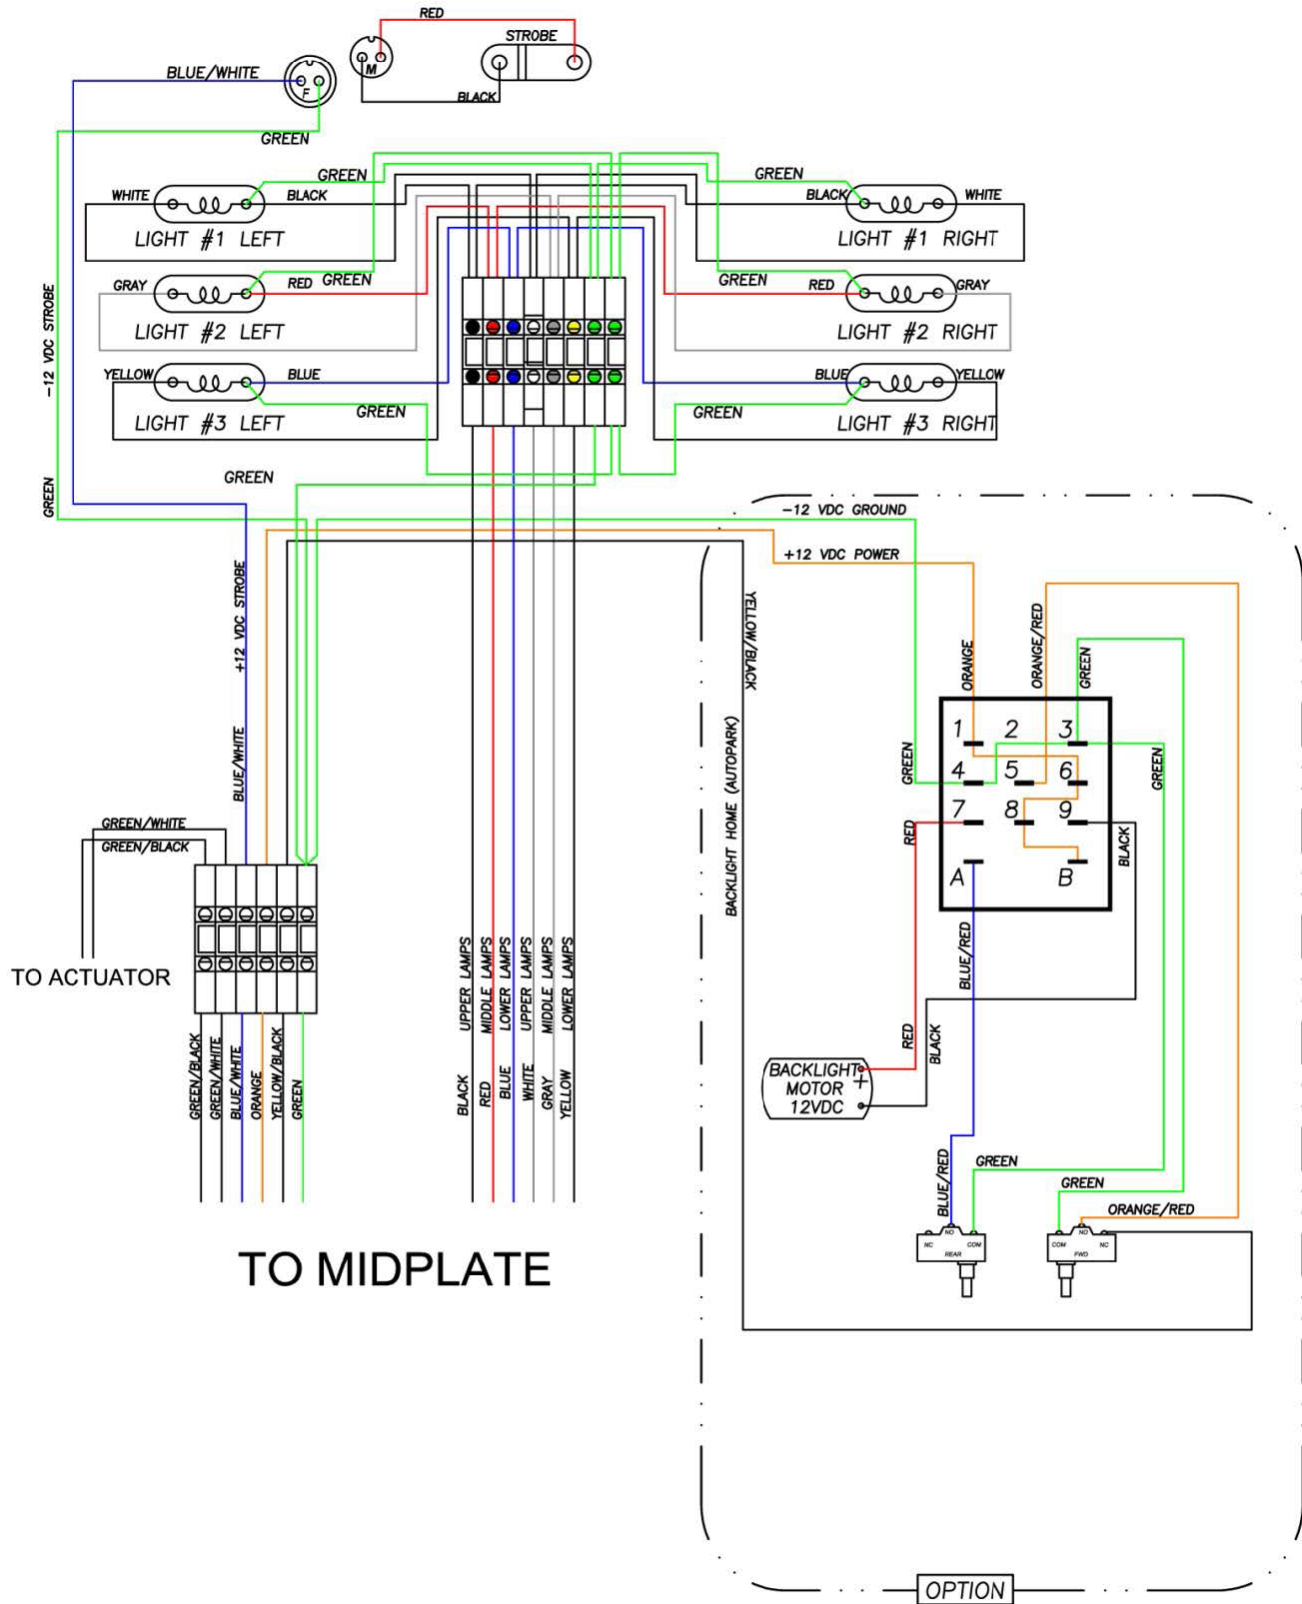 RED
STROBE
BLUE/WHITE
M
F
BLACK
GREEN
GREEN
GREEN
WHITE
BLACK
BLACK
WHITE
LIGHT #1 LEFT
LIGHT #1 RIGHT
GRAY
RED
GREEN
GREEN
RED
GRAY
LIGHT #2 LEFT
LIGHT #2 RIGHT
-12 VDC STROBE
YELLOW
BLUE
BLUE
YELLOW
GREEN
GREEN
LIGHT #3 LEFT
LIGHT #3 RIGHT
GREEN
GREEN
-12 VDC GROUND
+12 VDC POWER
+12 VDC STROBE
YELLOW/BLACK
ORANGE
ORANGE/RED
GREEN
BLUE/WHITE
BACKLIGHT HOME (AUTOPARK)
GREEN
GREEN
1 2 3
4 5 6
7 8 9
A B
RED
BLACK
GREEN/WHITE
GREEN/BLACK
TO ACTUATOR
BLUE/RED
UPPER LAMPS
MIDDLE LAMPS
LOWER LAMPS
UPPER LAMPS
MIDDLE LAMPS
LOWER LAMPS
RED
BLACK
GREEN/BLACK
GREEN/WHITE
BLUE/WHITE
ORANGE
YELLOW/BLACK
GREEN
BLACK
RED
BLUE
WHITE
GRAY
YELLOW
BACKLIGHT
+
MOTOR
12VDC
BLUE/RED
GREEN
GREEN
ORANGE/RED
NC NO COM
REAR
COM NO NC
FWD
TO MIDPLATE
OPTION